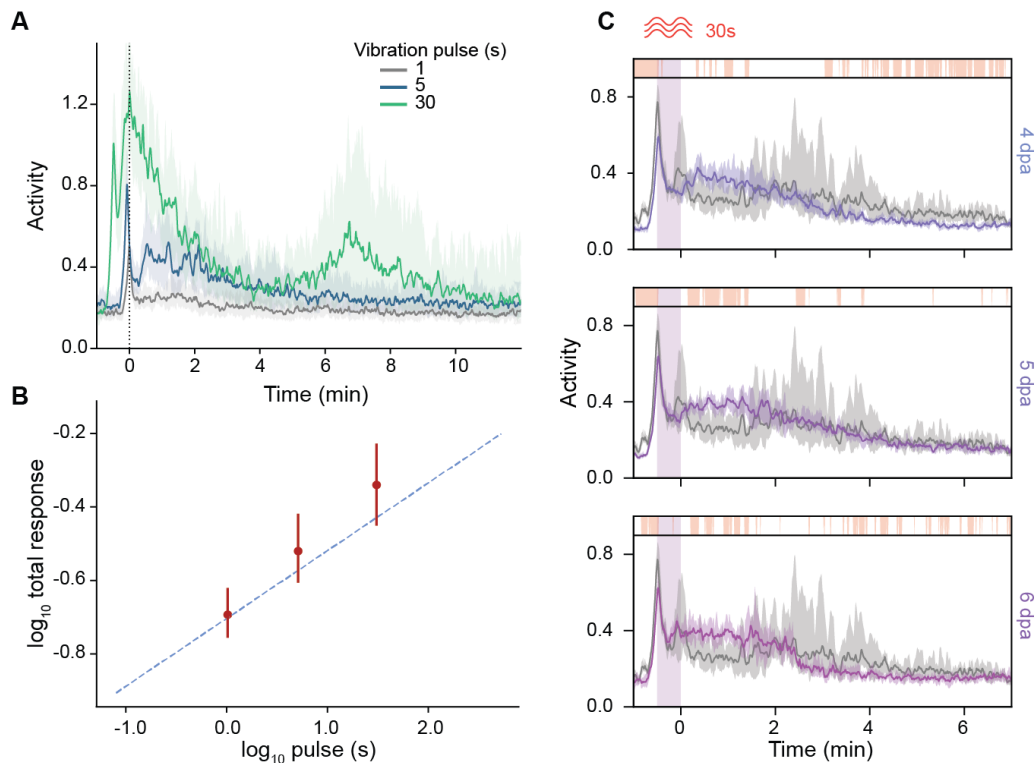 A
Vibration pulse (s)
1
5
30
Activity
1.2
0.8
0.4
0.0
0
2
4
6
8
10
Time (min)
B
log10 total response
-0.2
-0.4
-0.6
-0.8
-1.0
0.0
1.0
2.0
log10 pulse (s)
C
30s
0.8
0.4
0.0
4 dpa
0.8
0.4
0.0
5 dpa
Activity
0.8
0.4
0.0
6 dpa
0
2
4
6
Time (min)